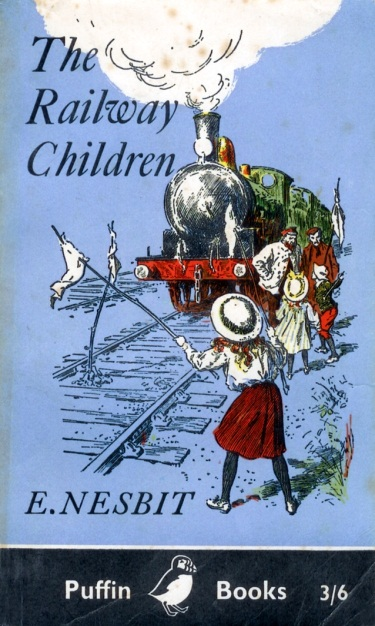 The
Railway
Children
E. NESBIT
Puffin Books 3/6